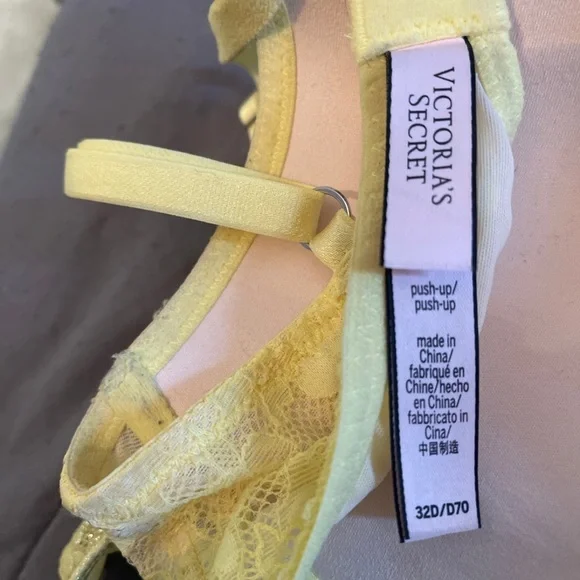 VICTORIA'S
SECRET
push-up/
push-up
made in
China/
fabriqué en
Chine/hecho
en China/
fabbricato in
Cina/
中国制造
32D/D70